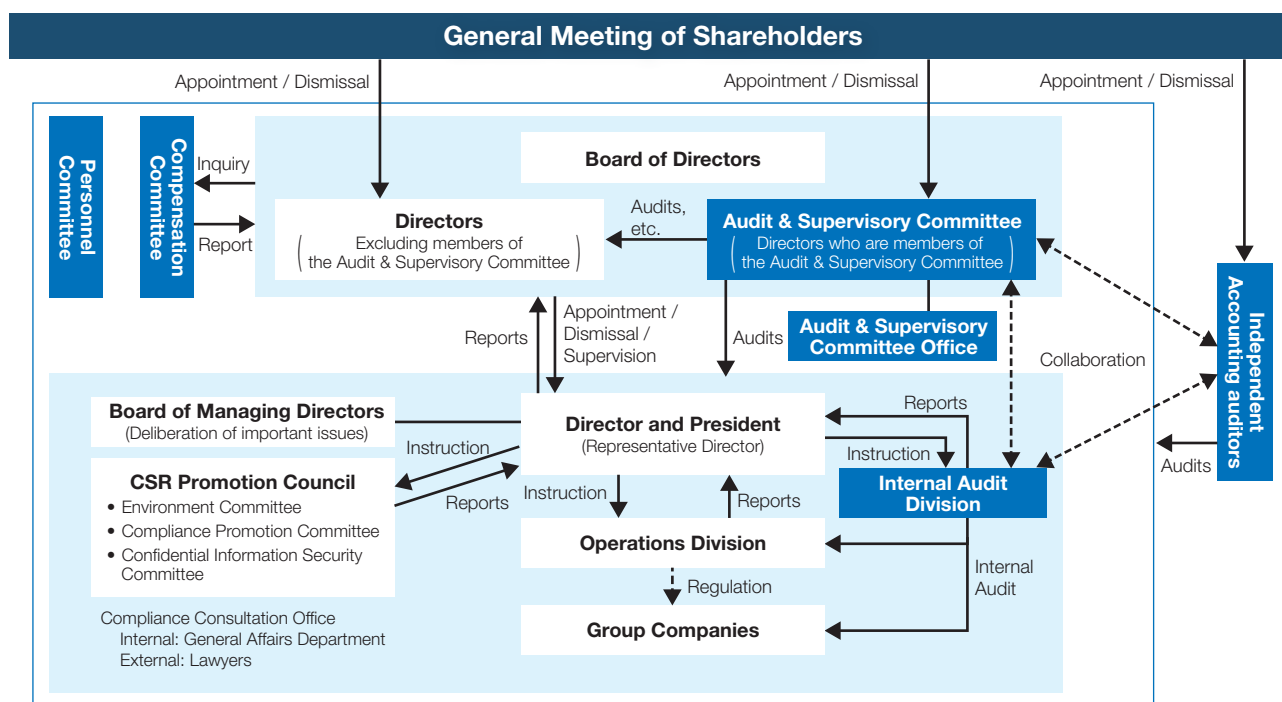 General Meeting of Shareholders
Appointment / Dismissal
Appointment / Dismissal
Appointment / Dismissal
Personnel
Committee
Compensation
Committee
Inquiry
Report
Board of Directors
Directors
(Excluding members of
the Audit & Supervisory Committee)
Audits,
etc.
Audit & Supervisory Committee
(Directors who are members of
the Audit & Supervisory Committee)
Audit & Supervisory
Committee Office
Reports
Appointment /
Dismissal /
Supervision
Audits
Collaboration
Independent
Accounting auditors
Audits
Board of Managing Directors
(Deliberation of important issues)
Instruction
Reports
CSR Promotion Council
• Environment Committee
• Compliance Promotion Committee
• Confidential Information Security
Committee
Compliance Consultation Office
Internal: General Affairs Department
External: Lawyers
Director and President
(Representative Director)
Reports
Instruction
Internal Audit
Division
Instruction
Reports
Operations Division
Internal
Audit
Regulation
Group Companies